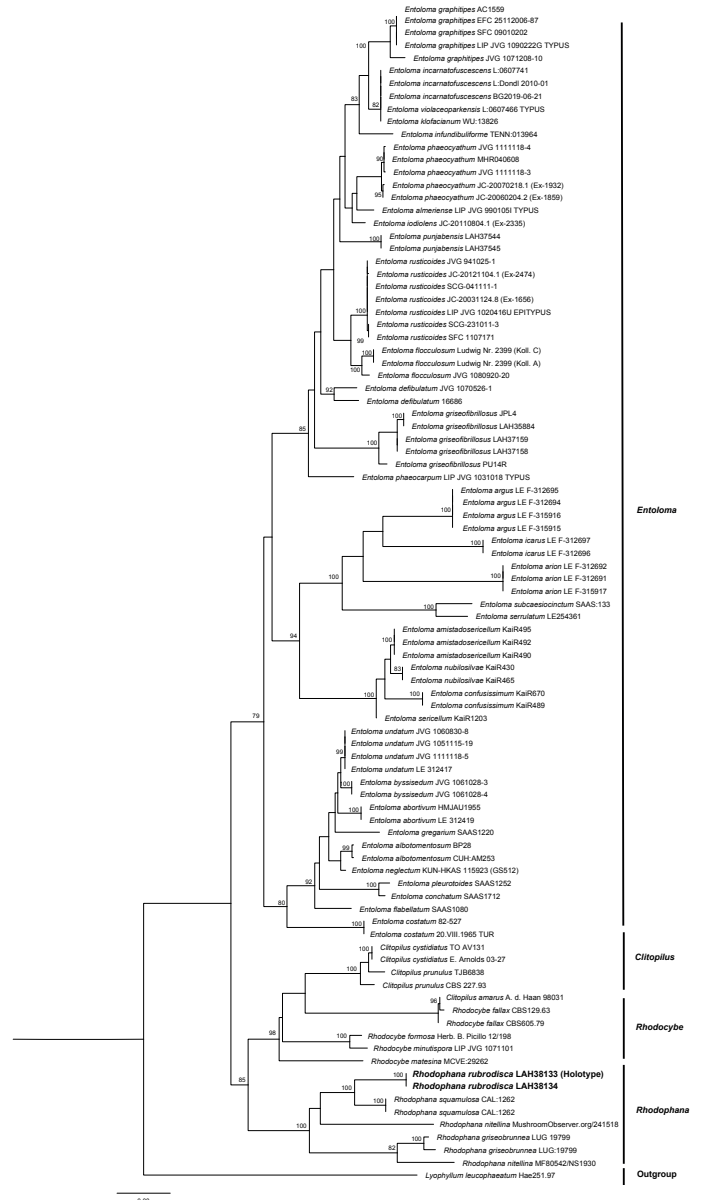 Entoloma graphitipes AC1559
100
Entoloma graphitipes EFC 25112006-87
Entoloma graphitipes SFC 09010202
100
Entoloma graphitipes LIP JVG 1090222G TYPUS
Entoloma graphitipes JVG 1071208-10
Entoloma incarnatofuscescens L:0607741
Entoloma incarnatofuscescens L:Dondl 2010-01
83
Entoloma incarnatofuscescens BG2019-06-21
82
Entoloma violaceoparkensis L:0607466 TYPUS
Entoloma klofacianum WU:13826
Entoloma infundibuliforme TENN:013964
Entoloma phaeocyathum JVG 1111118-4
90
Entoloma phaeocyathum MHR040608
Entoloma phaeocyathum JVG 1111118-3
Entoloma phaeocyathum JC-20070218.1 (Ex-1932)
95
Entoloma phaeocyathum JC-20060204.2 (Ex-1859)
Entoloma almeriense LIP JVG 990105I TYPUS
Entoloma iodiolens JC-20110804.1 (Ex-2335)
100
Entoloma punjabensis LAH37544
Entoloma punjabensis LAH37545
Entoloma rusticoides JVG 941025-1
Entoloma rusticoides JC-20121104.1 (Ex-2474)
Entoloma rusticoides SCG-041111-1
Entoloma rusticoides JC-20031124.8 (Ex-1656)
100
Entoloma rusticoides LIP JVG 1020416U EPITYPUS
Entoloma rusticoides SCG-231011-3
99
Entoloma rusticoides SFC 1107171
100
Entoloma flocculosum Ludwig Nr. 2399 (Koll. C)
Entoloma flocculosum Ludwig Nr. 2399 (Koll. A)
100
Entoloma flocculosum JVG 1080920-20
92
Entoloma defibulatum JVG 1070526-1
Entoloma defibulatum 16686
100
Entoloma griseofibrillosus JPL4
Entoloma griseofibrillosus LAH35884
85
Entoloma griseofibrillosus LAH37159
100
Entoloma griseofibrillosus LAH37158
Entoloma griseofibrillosus PU14R
Entoloma phaeocarpum LIP JVG 1031018 TYPUS
Entoloma argus LE F-312695
Entoloma argus LE F-312694
100
Entoloma argus LE F-315916
Entoloma
Entoloma argus LE F-315915
100
Entoloma icarus LE F-312697
Entoloma icarus LE F-312696
Entoloma arion LE F-312692
100
100
Entoloma arion LE F-312691
Entoloma arion LE F-315917
100
Entoloma subcaesiocinctum SAAS:133
Entoloma serrulatum LE254361
94
Entoloma amistadosericellum KaiR495
100
Entoloma amistadosericellum KaiR492
Entoloma amistadosericellum KaiR490
83
Entoloma nubilosilvae KaiR430
Entoloma nubilosilvae KaiR465
100
100
Entoloma confusissimum KaiR670
Entoloma confusissimum KaiR489
79
Entoloma sericellum KaiR1203
Entoloma undatum JVG 1060830-8
Entoloma undatum JVG 1051115-19
99
Entoloma undatum JVG 1111118-5
Entoloma undatum LE 312417
100
Entoloma byssisedum JVG 1061028-3
Entoloma byssisedum JVG 1061028-4
100
Entoloma abortivum HMJAU1955
Entoloma abortivum LE 312419
Entoloma gregarium SAAS1220
99
Entoloma albotomentosum BP28
Entoloma albotomentosum CUH:AM253
Entoloma neglectum KUN-HKAS 115923 (GS512)
92
100
Entoloma pleurotoides SAAS1252
Entoloma conchatum SAAS1712
80
Entoloma flabellatum SAAS1080
100
Entoloma costatum 82-527
Entoloma costatum 20.VIII.1965 TUR
Clitopilus cystidiatus TO AV131
Clitopilus cystidiatus E. Arnolds 03-27
Clitopilus
100
Clitopilus prunulus TJB6838
Clitopilus prunulus CBS 227.93
96
Clitopilus amarus A. d. Haan 98031
Rhodocybe fallax CBS129.63
Rhodocybe fallax CBS605.79
Rhodocybe
98
100
Rhodocybe formosa Herb. B. Picillo 12/198
Rhodocybe minutispora LIP JVG 1071101
Rhodocybe matesina MCVE:29262
85
100
Rhodophana rubrodisca LAH38133 (Holotype)
100
Rhodophana rubrodisca LAH38134
100
Rhodophana squamulosa CAL:1262
Rhodophana squamulosa CAL:1262
Rhodophana
100
Rhodophana nitellina MushroomObserver.org/241518
100
Rhodophana griseobrunnea LUG 19799
82
Rhodophana griseobrunnea LUG:19799
Rhodophana nitellina MF80542/NS1930
Lyophyllum leucophaeatum Hae251.97
Outgroup